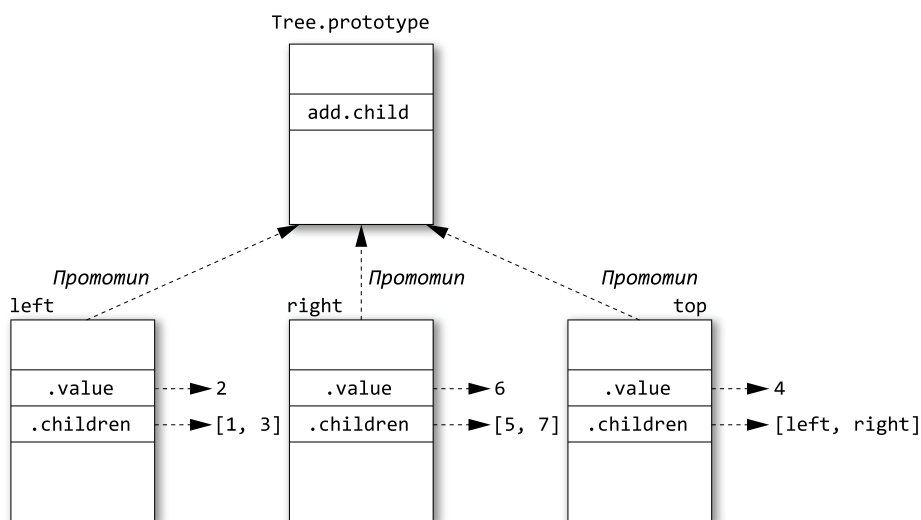 Tree.prototype
add.child
Прототип Прототип Прототип
left right top
.value 2 .value 6 .value 4
.children [1, 3] .children [5, 7] .children [left, right]